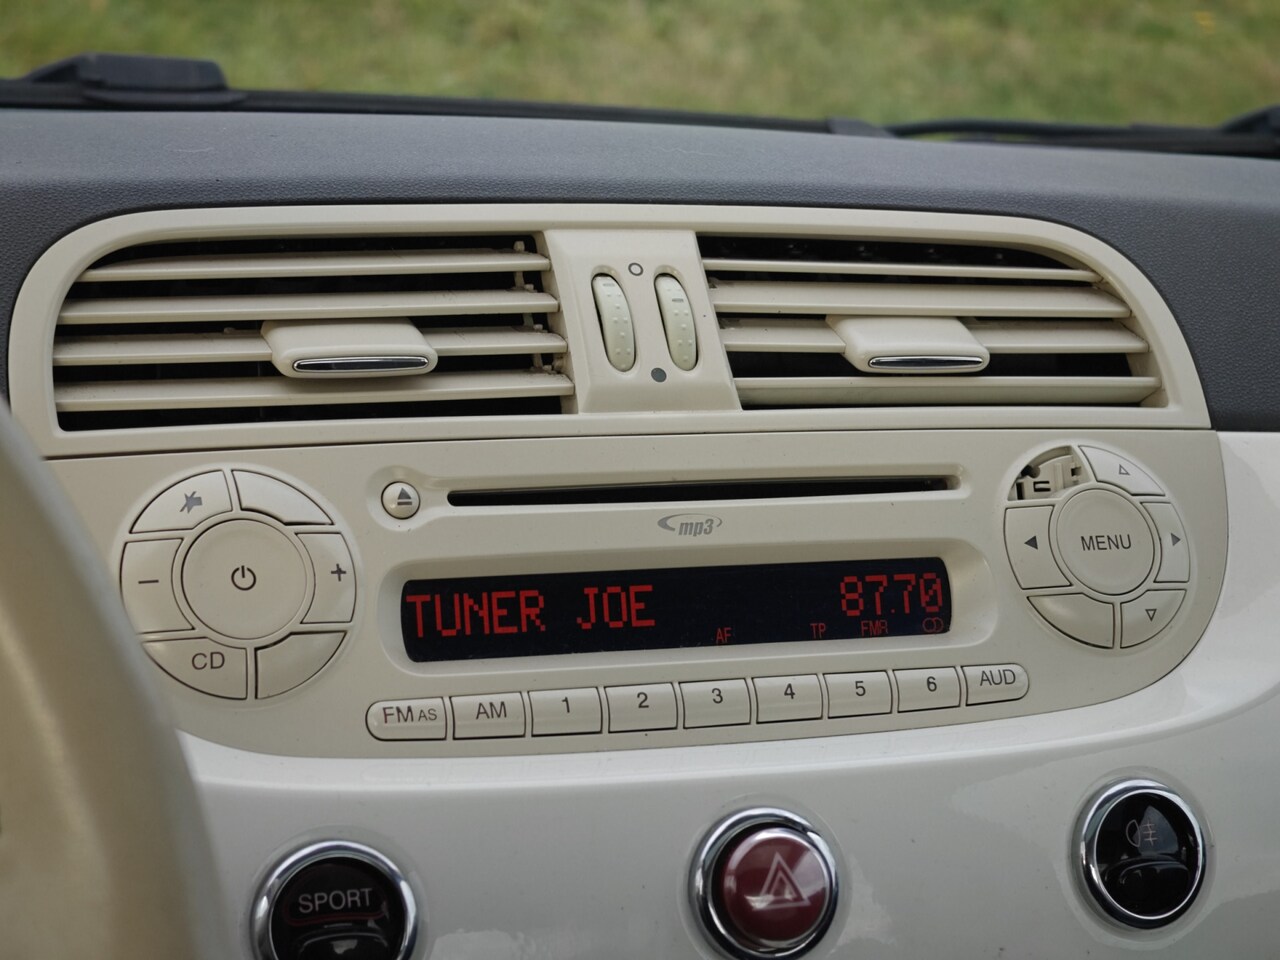 mp3
TUNER JOE 87.70
AF TP FMA CD
MENU
CD
FM AS AM 1 2 3 4 5 6 AUD
SPORT